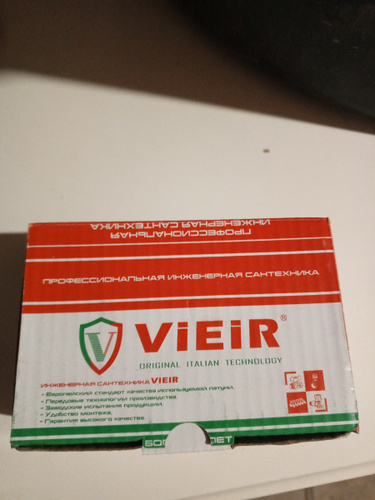 ПРОФЕССИОНАЛЬНАЯ
ИНЖЕНЕРНАЯ САНТЕХНИКА
ПРОФЕССИОНАЛЬНАЯ ИНЖЕНЕРНАЯ САНТЕХНИКА
V ViEiR®
ORIGINAL ITALIAN TECHNOLOGY
ИНЖЕНЕРНАЯ САНТЕХНИКА VIEIR
- Европейский стандарт качества используемой латуни.
- Передовые технологии производства.
- Заводские испытания продукции.
- Удобство монтажа.
- Гарантия высокого качества.